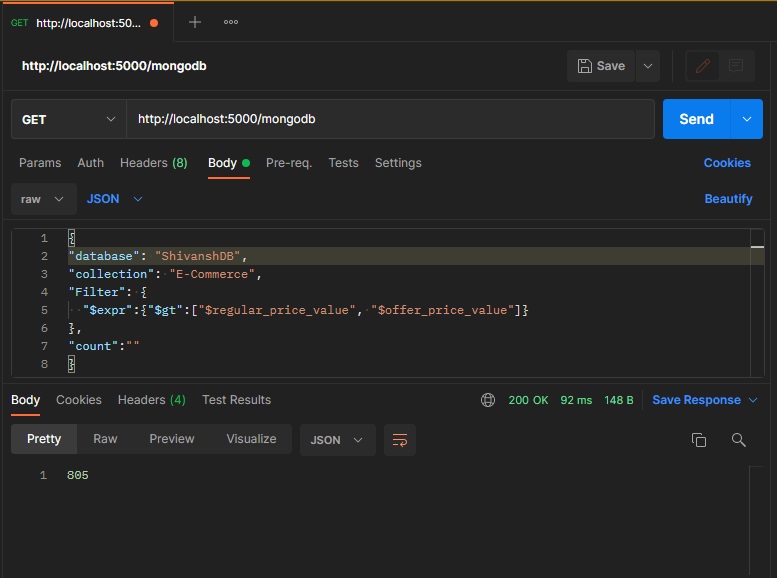 GET http://localhost:50...
http://localhost:5000/mongodb
Save
GET http://localhost:5000/mongodb Send
Params Auth Headers (8) Body Pre-req. Tests Settings Cookies
raw JSON Beautify
1 {
2 "database": "ShivanshDB",
3 "collection": "E-Commerce",
4 "Filter": {
5 "$expr":{"$gt":["$regular_price_value", "$offer_price_value"]}
6 },
7 "count":""
8 }
Body Cookies Headers (4) Test Results 200 OK 92 ms 148 B Save Response
Pretty Raw Preview Visualize JSON
1 805